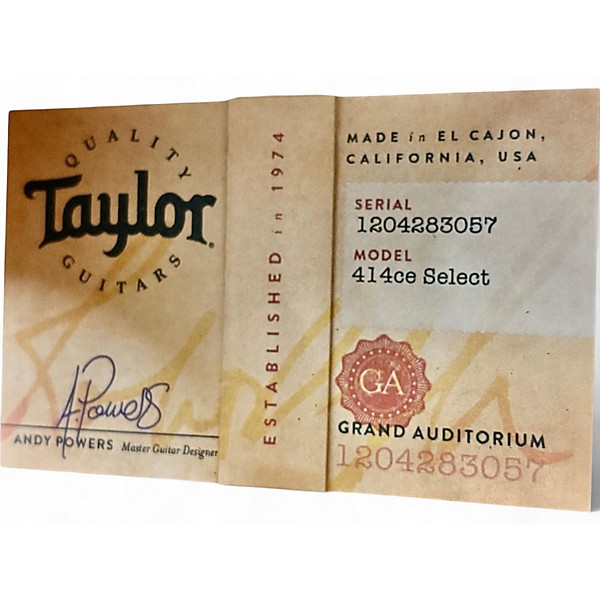 QUALITY
Taylor®
GUITARS
A. Powers
ANDY POWERS Master Guitar Designer
ESTABLISHED in 1974
MADE in EL CAJON,
CALIFORNIA, USA
SERIAL
1204283057
MODEL
414ce Select
GA
GRAND AUDITORIUM
1204283057